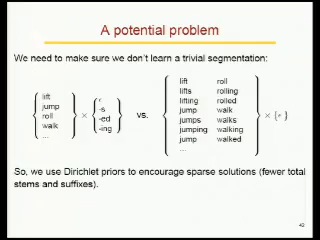 A potential problem
We need to make sure we don't learn a trivial segmentation:
lift
jump
roll
walk
...
×
ε
-s
-ed
-ing
vs.
lift roll
lifts rolling
lifting rolled
jump walk
jumps walks
jumping walking
jump walked
...
× { ε }
So, we use Dirichlet priors to encourage sparse solutions (fewer total
stems and suffixes).